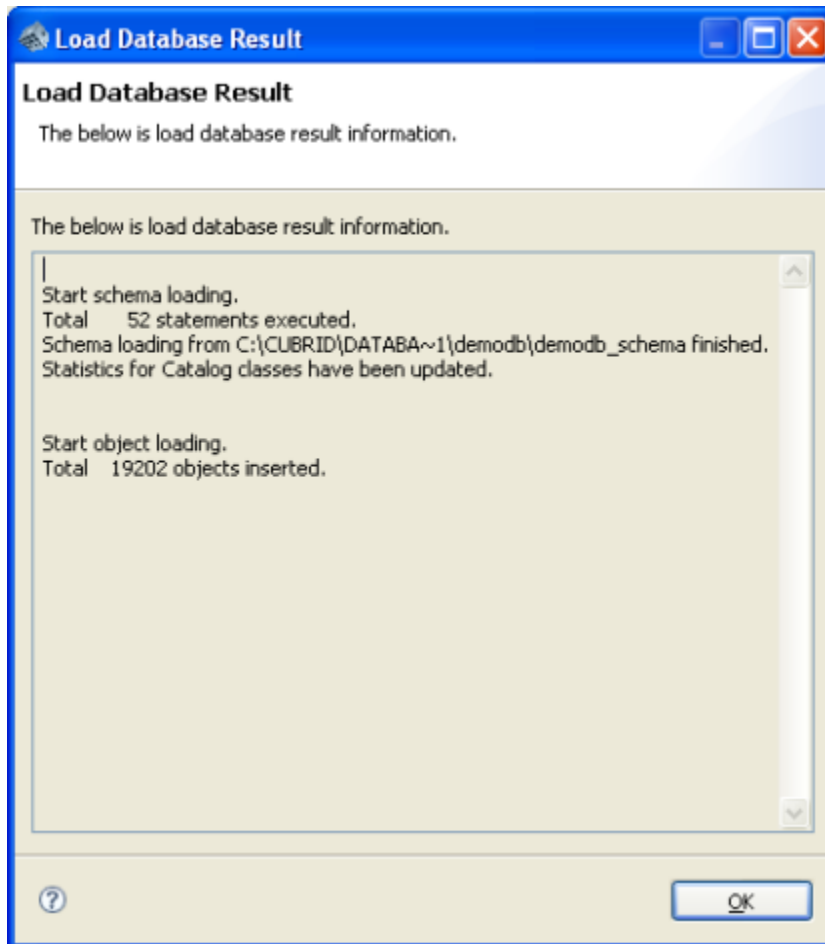 Load Database Result
Load Database Result
The below is load database result information.
The below is load database result information.
Start schema loading.
Total 52 statements executed.
Schema loading from C:\CUBRID\DATABA~1\demodb\demodb_schema finished.
Statistics for Catalog classes have been updated.
Start object loading.
Total 19202 objects inserted.
?
OK